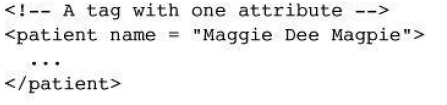 <!-- A tag with one attribute -->
<patient name = "Maggie Dee Magpie">
...
</patient>